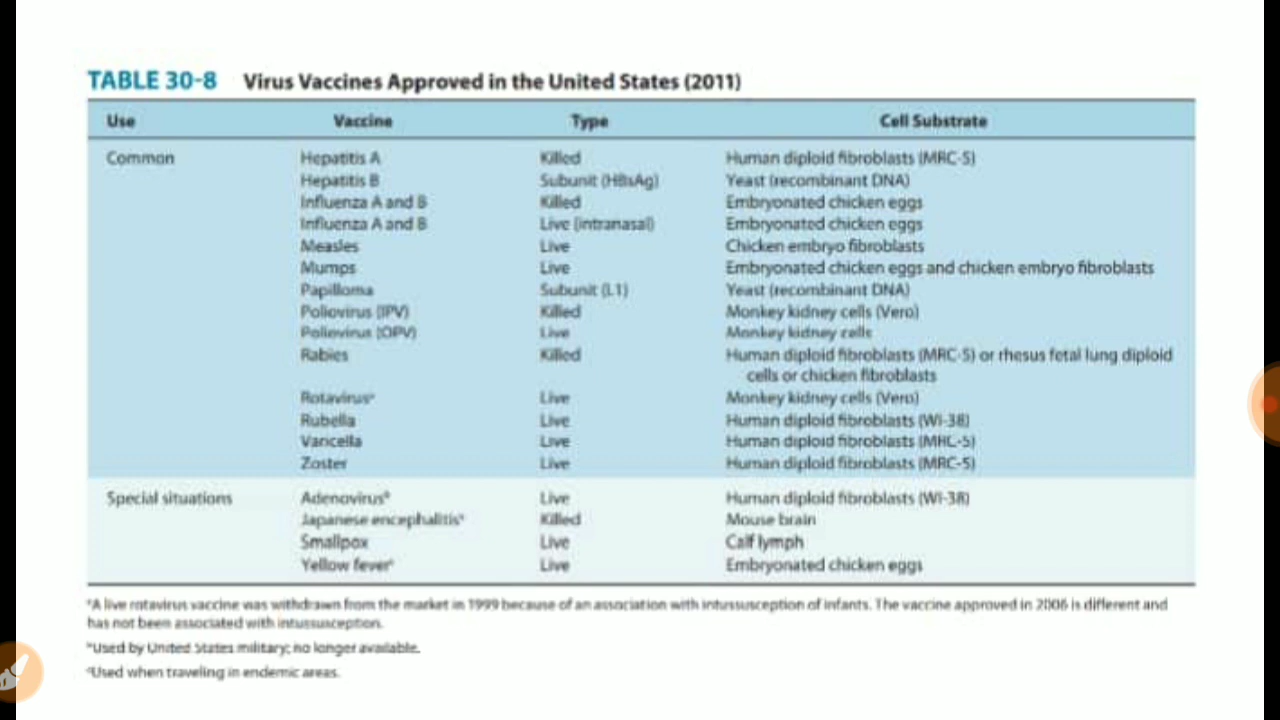 TABLE 30-8 Virus Vaccines Approved in the United States (2011)
Use Vaccine Type Cell Substrate
Common Hepatitis A Killed Human diploid fibroblasts (MRC-5)
Hepatitis B Subunit (HBsAg) Yeast (recombinant DNA)
Influenza A and B Killed Embryonated chicken eggs
Influenza A and B Live (intranasal) Embryonated chicken eggs
Measles Live Chicken embryo fibroblasts
Mumps Live Embryonated chicken eggs and chicken embryo fibroblasts
Papilloma Subunit (L1) Yeast (recombinant DNA)
Poliovirus (IPV) Killed Monkey kidney cells (Vero)
Poliovirus (OPV) Live Monkey kidney cells
Rabies Killed Human diploid fibroblasts (MRC-5) or rhesus fetal lung diploid
cells or chicken fibroblasts
Rotavirusᵃ Live Monkey kidney cells (Vero)
Rubella Live Human diploid fibroblasts (WI-38)
Varicella Live Human diploid fibroblasts (MRC-5)
Zoster Live Human diploid fibroblasts (MRC-5)
Special situations Adenovirusᵇ Live Human diploid fibroblasts (WI-38)
Japanese encephalitisᶜ Killed Mouse brain
Smallpox Live Calf lymph
Yellow feverᶜ Live Embryonated chicken eggs
ᵃA live rotavirus vaccine was withdrawn from the market in 1999 because of an association with intussusception of infants. The vaccine approved in 2006 is different and
has not been associated with intussusception.
ᵇUsed by United States military; no longer available.
ᶜUsed when traveling in endemic areas.